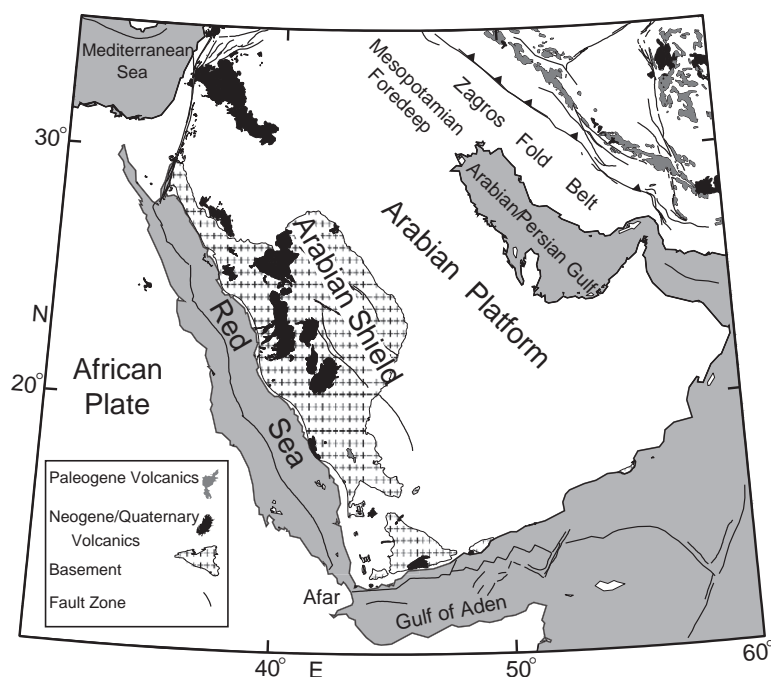 Mediterranean
Sea
Mesopotamian
Foredeep
Zagros Fold Belt
30°
Arabian/Persian Gulf
Arabian Shield
Arabian Platform
N
Red Sea
African
Plate
20°
Paleogene Volcanics
Neogene/Quaternary
Volcanics
Basement
Fault Zone
Afar
Gulf of Aden
40°
E
50°
60°